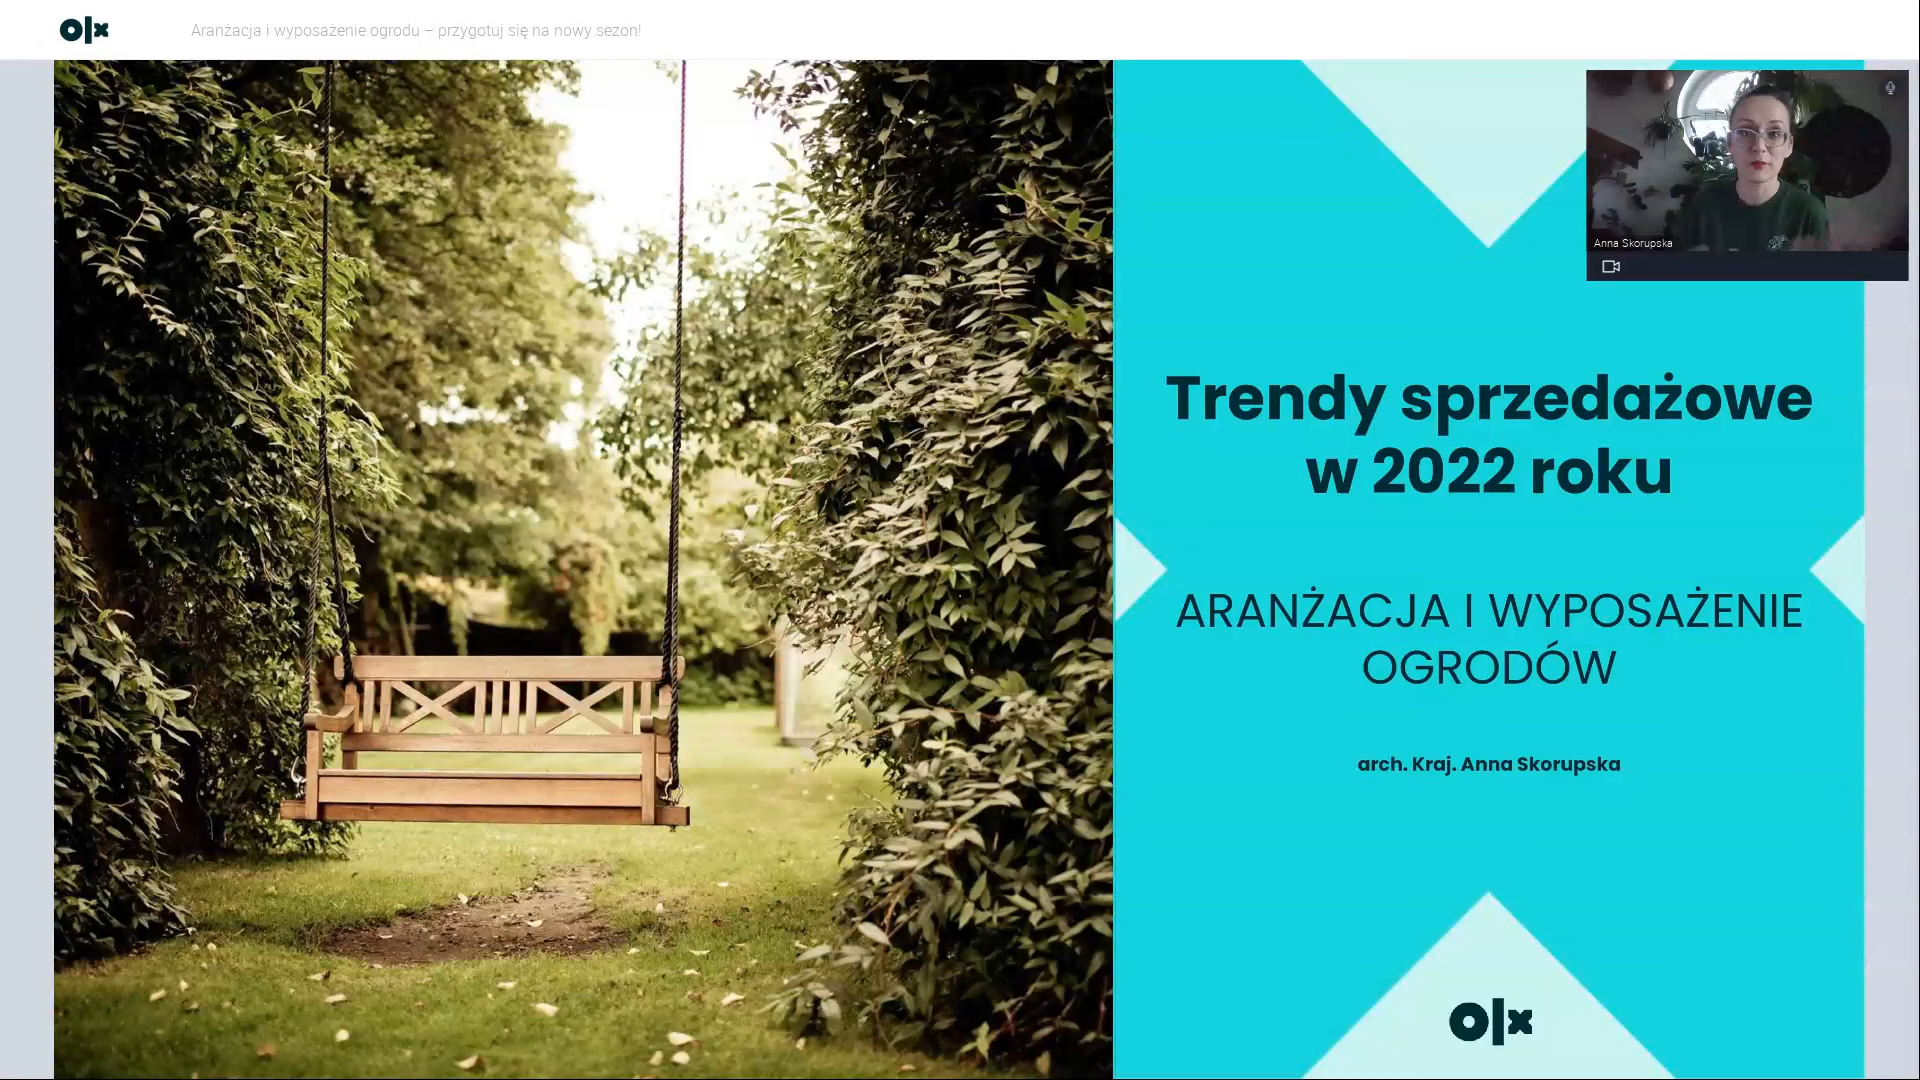 olx
Aranżacja i wyposażenie ogrodu – przygotuj się na nowy sezon!
Anna Skorupska
Trendy sprzedażowe
w 2022 roku
ARANŻACJA I WYPOSAŻENIE
OGRODÓW
arch. Kraj. Anna Skorupska
olx